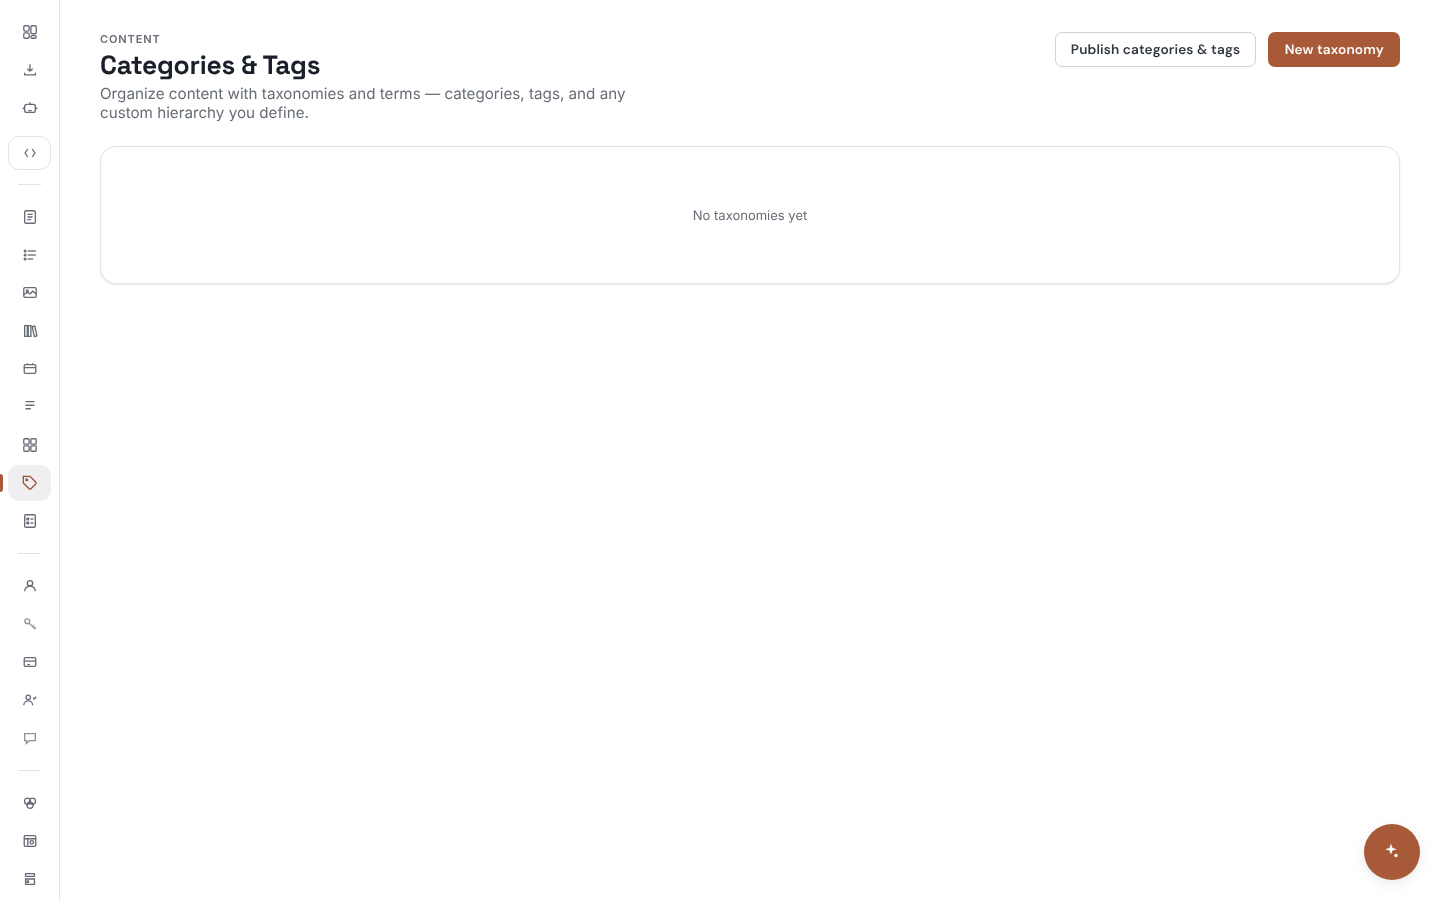 CONTENT
Categories & Tags
Organize content with taxonomies and terms — categories, tags, and any
custom hierarchy you define.
Publish categories & tags
New taxonomy
No taxonomies yet